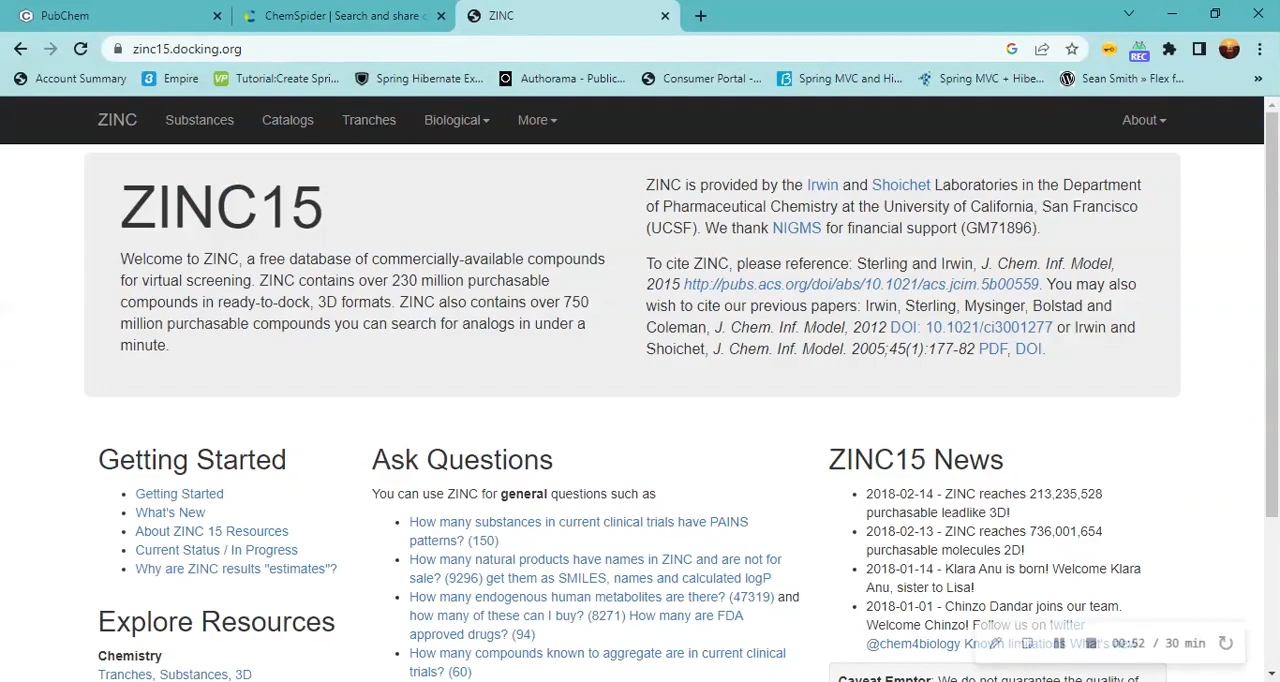 PubChem
ChemSpider | Search and share c
ZINC
zinc15.docking.org
REC
Account Summary
Empire
Tutorial:Create Spri...
Spring Hibernate Ex...
Authorama - Public...
Consumer Portal -...
Spring MVC and Hi...
Spring MVC + Hibe...
Sean Smith » Flex f...
»
ZINC
Substances
Catalogs
Tranches
Biological
More
About
ZINC15
Welcome to ZINC, a free database of commercially-available compounds
for virtual screening. ZINC contains over 230 million purchasable
compounds in ready-to-dock, 3D formats. ZINC also contains over 750
million purchasable compounds you can search for analogs in under a
minute.
ZINC is provided by the Irwin and Shoichet Laboratories in the Department
of Pharmaceutical Chemistry at the University of California, San Francisco
(UCSF). We thank NIGMS for financial support (GM71896).
To cite ZINC, please reference: Sterling and Irwin, J. Chem. Inf. Model,
2015 http://pubs.acs.org/doi/abs/10.1021/acs.jcim.5b00559. You may also
wish to cite our previous papers: Irwin, Sterling, Mysinger, Bolstad and
Coleman, J. Chem. Inf. Model, 2012 DOI: 10.1021/ci3001277 or Irwin and
Shoichet, J. Chem. Inf. Model. 2005;45(1):177-82 PDF, DOI.
Getting Started
• Getting Started
• What's New
• About ZINC 15 Resources
• Current Status / In Progress
• Why are ZINC results "estimates"?
Explore Resources
Chemistry
Tranches, Substances, 3D
Ask Questions
You can use ZINC for general questions such as
• How many substances in current clinical trials have PAINS
patterns? (150)
• How many natural products have names in ZINC and are not for
sale? (9296) get them as SMILES, names and calculated logP
• How many endogenous human metabolites are there? (47319) and
how many of these can I buy? (8271) How many are FDA
approved drugs? (94)
• How many compounds known to aggregate are in current clinical
trials? (60)
ZINC15 News
• 2018-02-14 - ZINC reaches 213,235,528
purchasable leadlike 3D!
• 2018-02-13 - ZINC reaches 736,001,654
purchasable molecules 2D!
• 2018-01-14 - Klara Anu is born! Welcome Klara
Anu, sister to Lisa!
• 2018-01-01 - Chinzo Dandar joins our team.
Welcome Chinzo! Follow us on twitter
@chem4biology Known
00:52 / 30 min
Caveat Emptor: We do not guarantee the quality of